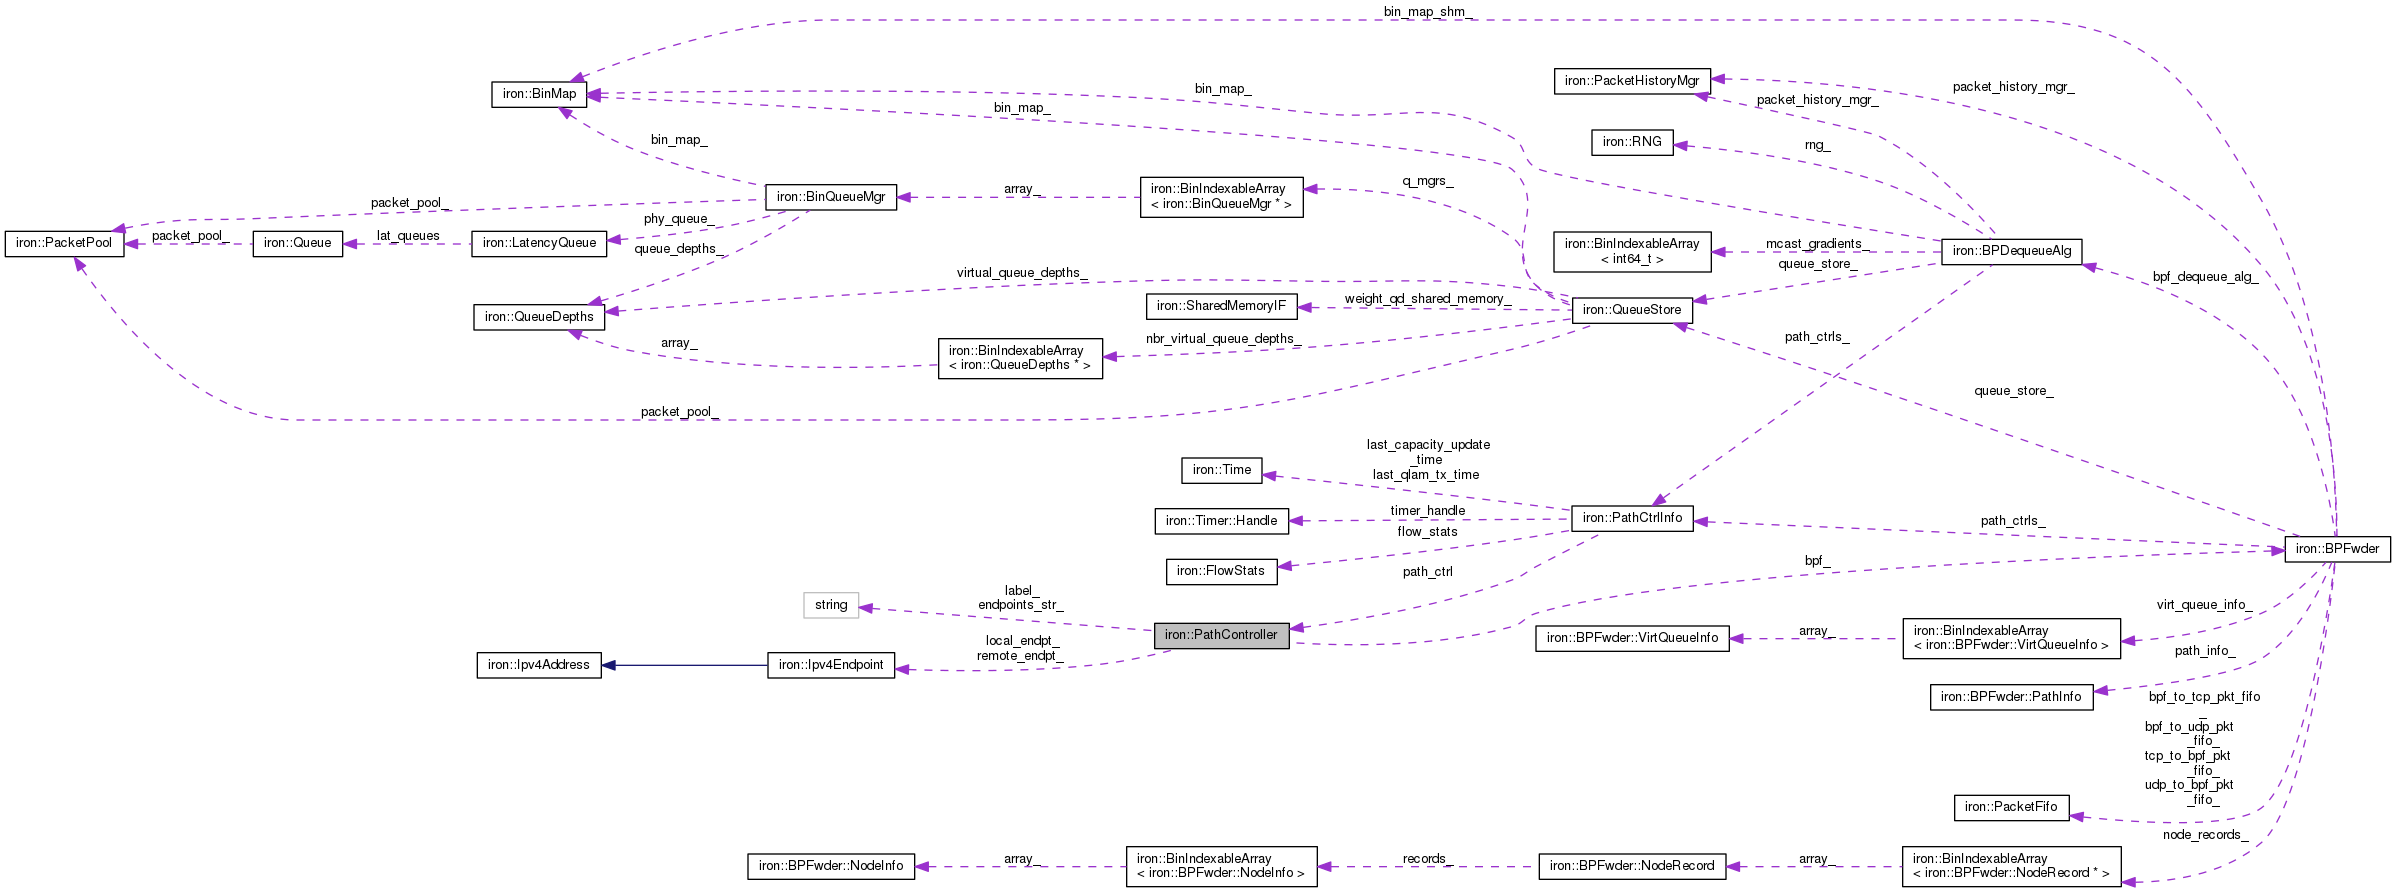 bin_map_shm_
iron::BinMap
iron::PacketHistoryMgr
bin_map_
packet_history_mgr_
packet_history_mgr_
bin_map_
bin_map_
iron::RNG
rng_
iron::BinQueueMgr
array_
iron::BinIndexableArray
< iron::BinQueueMgr * >
q_mgrs_
packet_pool_
phy_queue_
iron::PacketPool
packet_pool_
iron::Queue
lat_queues
iron::LatencyQueue
queue_depths_
iron::BinIndexableArray
< int64_t >
mcast_gradients_
iron::BPDequeueAlg
queue_store_
bpf_dequeue_alg_
virtual_queue_depths_
iron::QueueDepths
iron::SharedMemoryIF
weight_qd_shared_memory_
iron::QueueStore
array_
iron::BinIndexableArray
< iron::QueueDepths * >
nbr_virtual_queue_depths_
path_ctrls_
queue_store_
packet_pool_
last_capacity_update
_time
last_qlam_tx_time
iron::Time
iron::Timer::Handle
timer_handle
iron::PathCtrlInfo
path_ctrls_
flow_stats
iron::FlowStats
path_ctrl
bpf_
iron::BPFwder
string
label_
endpoints_str_
iron::PathController
local_endpt_
remote_endpt_
iron::Ipv4Address
iron::Ipv4Endpoint
iron::BPFwder::VirtQueueInfo
array_
iron::BinIndexableArray
< iron::BPFwder::VirtQueueInfo >
virt_queue_info_
path_info_
iron::BPFwder::PathInfo
bpf_to_tcp_pkt_fifo
_
bpf_to_udp_pkt
_fifo_
tcp_to_bpf_pkt
_fifo_
udp_to_bpf_pkt
_fifo_
iron::PacketFifo
node_records_
iron::BPFwder::NodeInfo
array_
iron::BinIndexableArray
< iron::BPFwder::NodeInfo >
records_
iron::BPFwder::NodeRecord
array_
iron::BinIndexableArray
< iron::BPFwder::NodeRecord * >